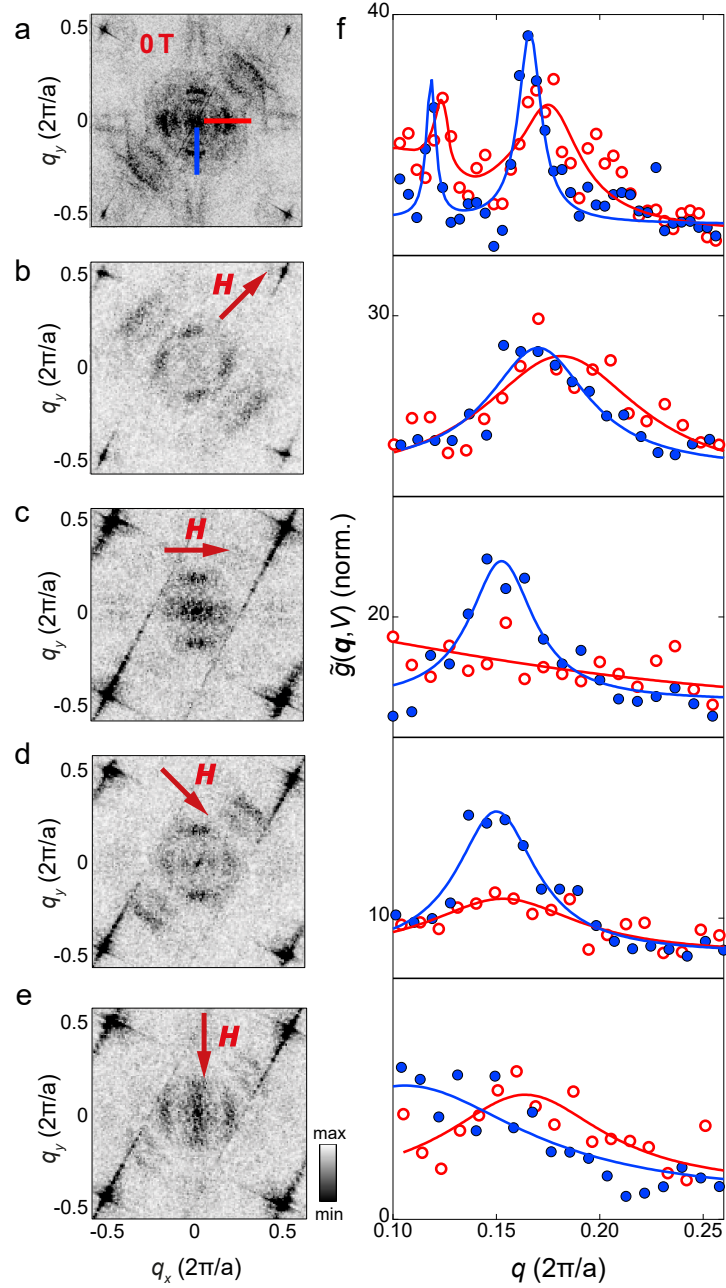 a
f
0 T
0.5
0
-0.5
q_y (2π/a)
40
b
H
0.5
0
-0.5
q_y (2π/a)
30
c
H
0.5
0
-0.5
q_y (2π/a)
g̃(q,V) (norm.)
20
d
H
0.5
0
-0.5
q_y (2π/a)
10
e
H
0.5
0
-0.5
q_y (2π/a)
max
min
0
-0.5 0 0.5
q_x (2π/a)
0.10 0.15 0.20 0.25
q (2π/a)